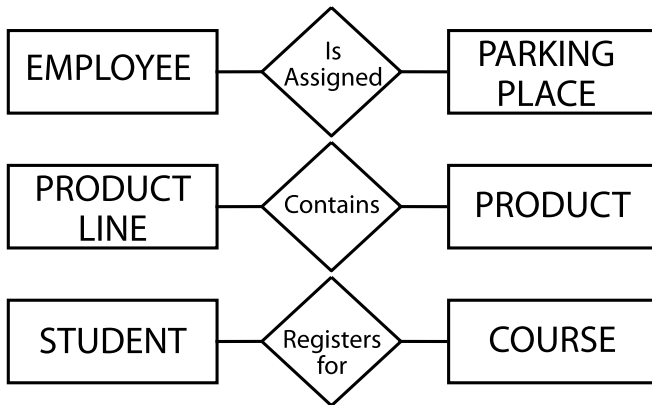 EMPLOYEE
Is
Assigned
PARKING
PLACE
PRODUCT
LINE
Contains
PRODUCT
STUDENT
Registers
for
COURSE